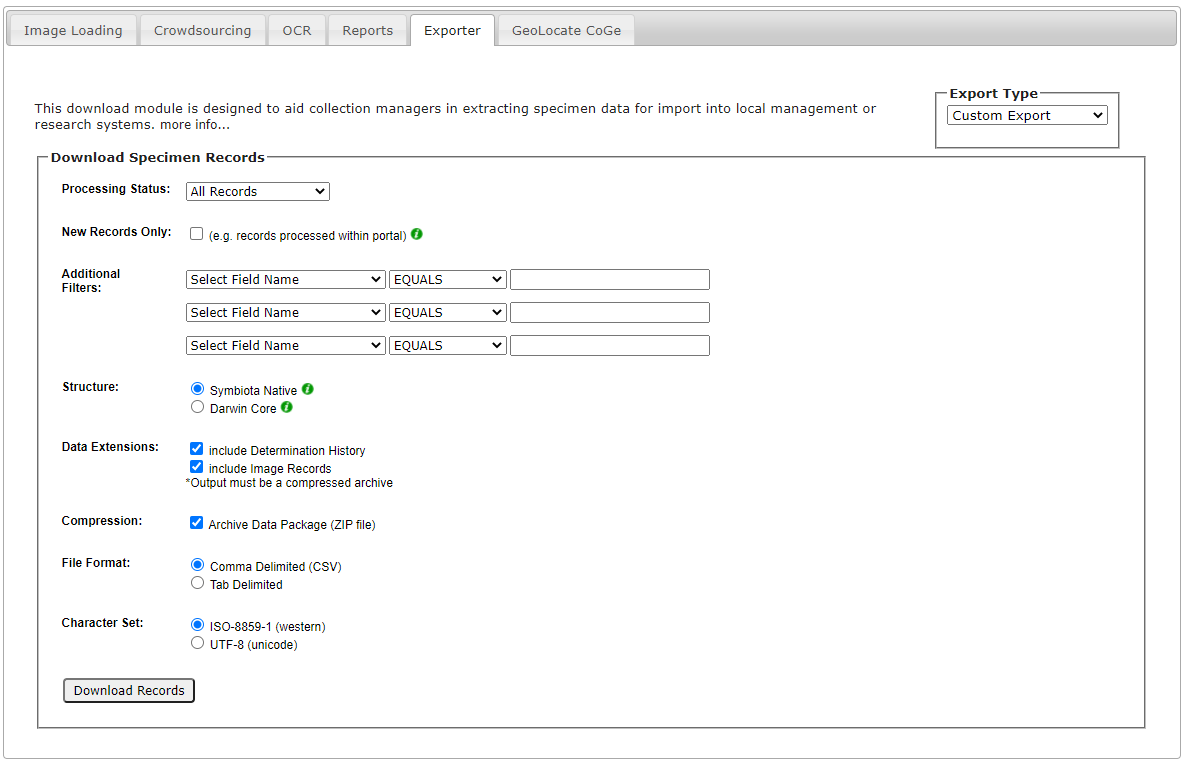 Image Loading Crowdsourcing OCR Reports Exporter GeoLocate CoGe
Export Type
Custom Export
This download module is designed to aid collection managers in extracting specimen data for import into local management or
research systems. more info...
Download Specimen Records
Processing Status: All Records
New Records Only: (e.g. records processed within portal)
Additional
Filters:
Select Field Name EQUALS
Select Field Name EQUALS
Select Field Name EQUALS
Structure: Symbiota Native
Darwin Core
Data Extensions: include Determination History
include Image Records
*Output must be a compressed archive
Compression: Archive Data Package (ZIP file)
File Format: Comma Delimited (CSV)
Tab Delimited
Character Set: ISO-8859-1 (western)
UTF-8 (unicode)
Download Records